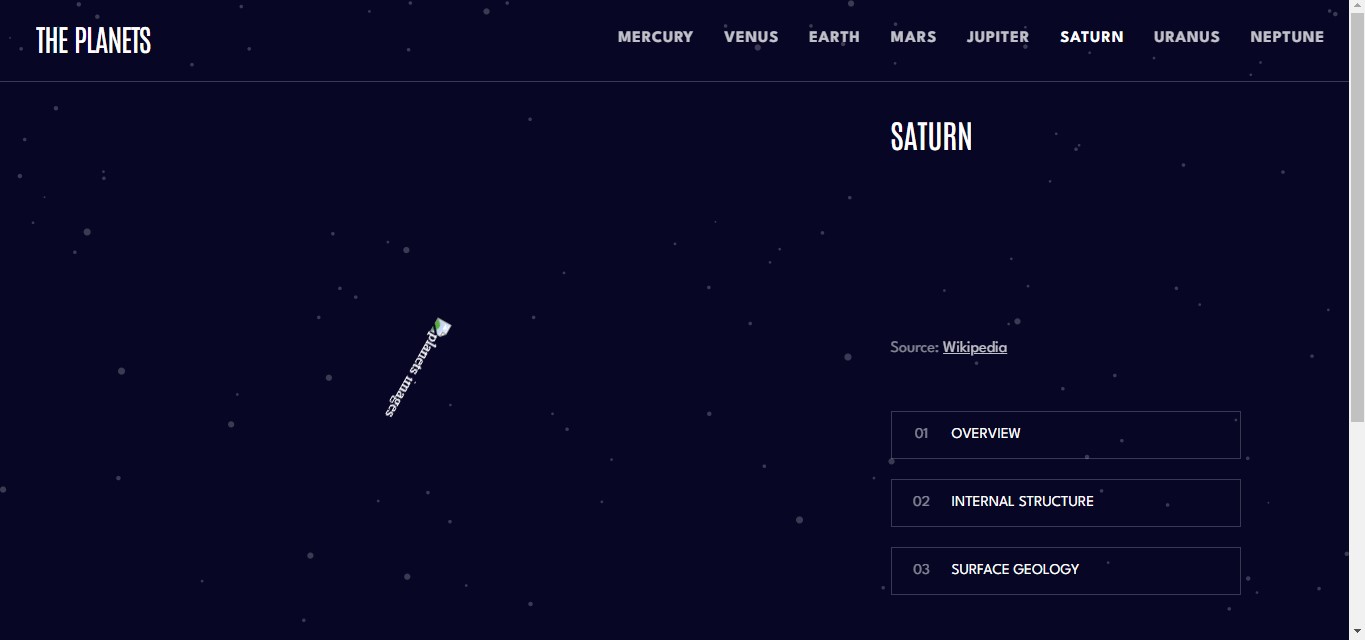 THE PLANETS
MERCURY VENUS EARTH MARS JUPITER SATURN URANUS NEPTUNE
SATURN
planets images
Source: Wikipedia
01 OVERVIEW
02 INTERNAL STRUCTURE
03 SURFACE GEOLOGY